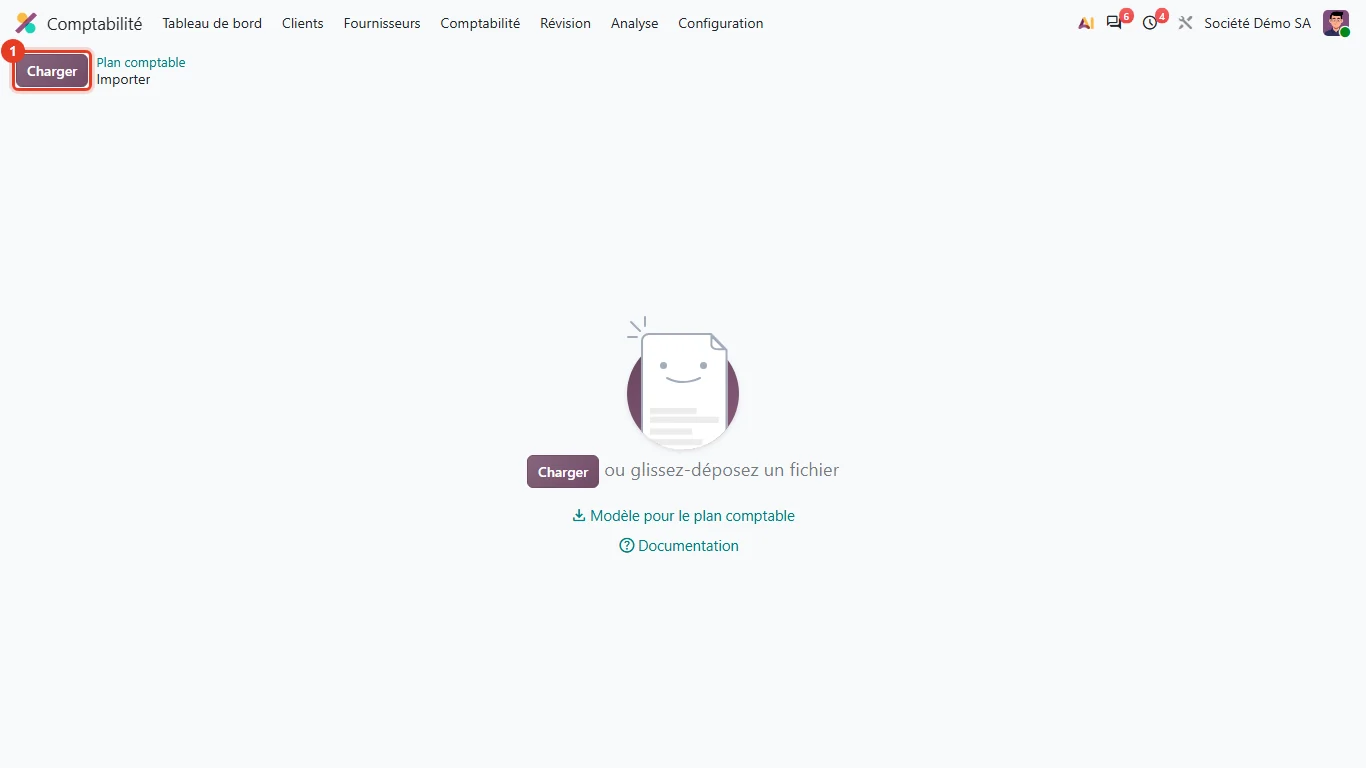 Comptabilité Tableau de bord Clients Fournisseurs Comptabilité Révision Analyse Configuration AI 6 4 Société Démo SA
1
Charger Plan comptable
Importer
Charger ou glissez-déposez un fichier
Modèle pour le plan comptable
? Documentation